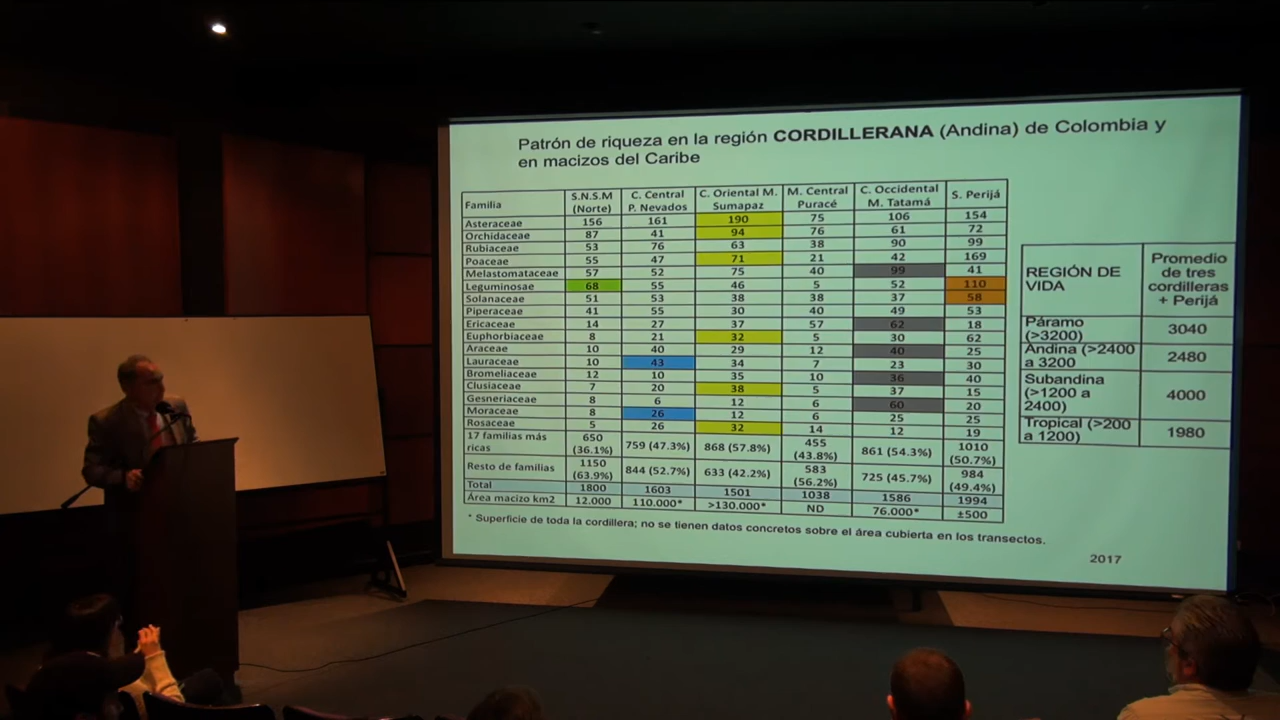 Patrón de riqueza en la región CORDILLERANA (Andina) de Colombia y
en macizos del Caribe
Familia | S.N.S.M (Norte) | C. Central P. Nevados | C. Oriental M. Sumapaz | M. Central Puracé | C. Occidental M. Tatamá | S. Perijá
Asteraceae 156 161 190 75 106 154
Orchidaceae 87 41 94 76 61 72
Rubiaceae 53 76 63 38 90 99
Poaceae 55 47 71 21 42 169
Melastomataceae 57 52 75 40 99 41
Leguminosae 68 55 46 5 52 110
Solanaceae 51 53 38 38 37 58
Piperaceae 41 55 30 40 49 53
Ericaceae 14 27 37 57 62 18
Euphorbiaceae 8 21 32 5 30 62
Araceae 10 40 29 12 40 25
Lauraceae 10 43 34 7 23 30
Bromeliaceae 12 10 35 10 36 40
Clusiaceae 7 20 38 5 37 15
Gesneriaceae 8 6 12 6 60 20
Moraceae 8 26 12 6 25 25
Rosaceae 5 26 32 14 12 19
17 familias más ricas 650 (36.1%) 759 (47.3%) 868 (57.8%) 455 (43.8%) 861 (54.3%) 1010 (50.7%)
Resto de familias 1150 (63.9%) 844 (52.7%) 633 (42.2%) 583 (56.2%) 725 (45.7%) 984 (49.4%)
Total 1800 1603 1501 1038 1586 1994
Área macizo km2 12.000 110.000* >130.000* ND 76.000* ±500
* Superficie de toda la cordillera; no se tienen datos concretos sobre el área cubierta en los transectos.
REGIÓN DE VIDA | Promedio de tres cordilleras + Perijá
Páramo (>3200) 3040
Andina (>2400 a 3200 2480
Subandina (>1200 a 2400) 4000
Tropical (>200 a 1200) 1980
2017